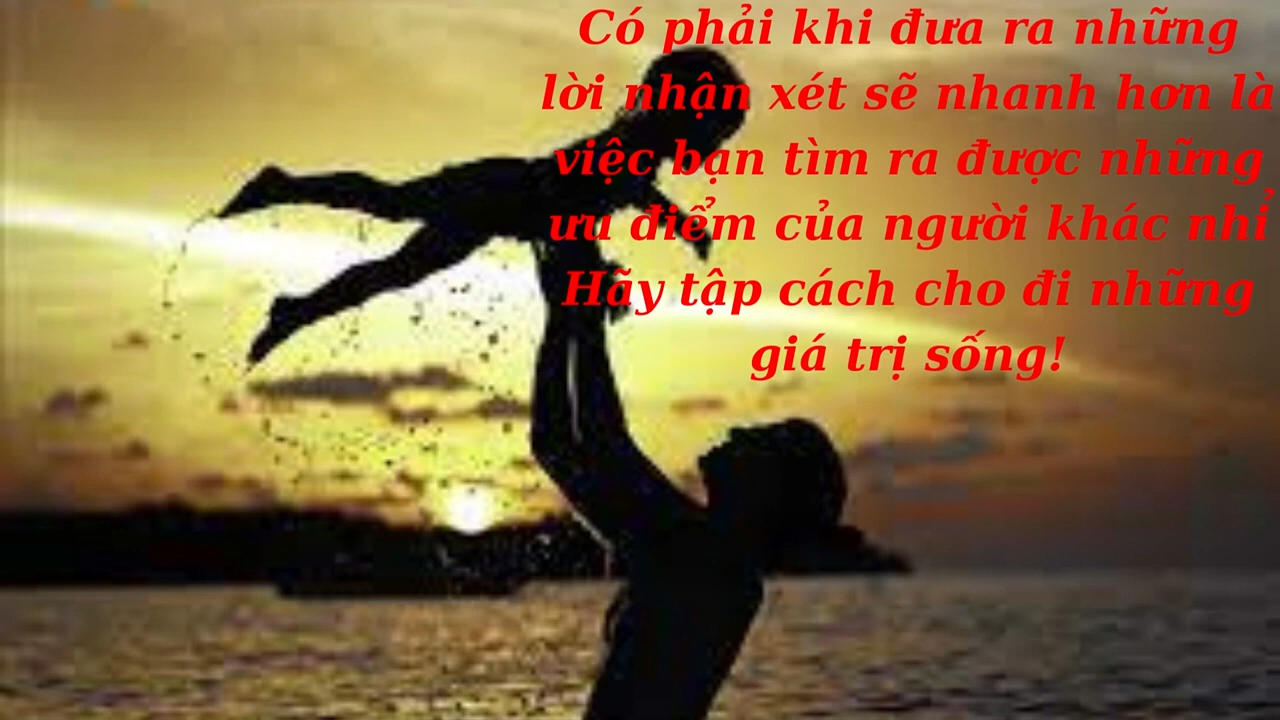 Có phải khi đưa ra những
lời nhận xét sẽ nhanh hơn là
việc bạn tìm ra được những
ưu điểm của người khác nhỉ
Hãy tập cách cho đi những
giá trị sống!